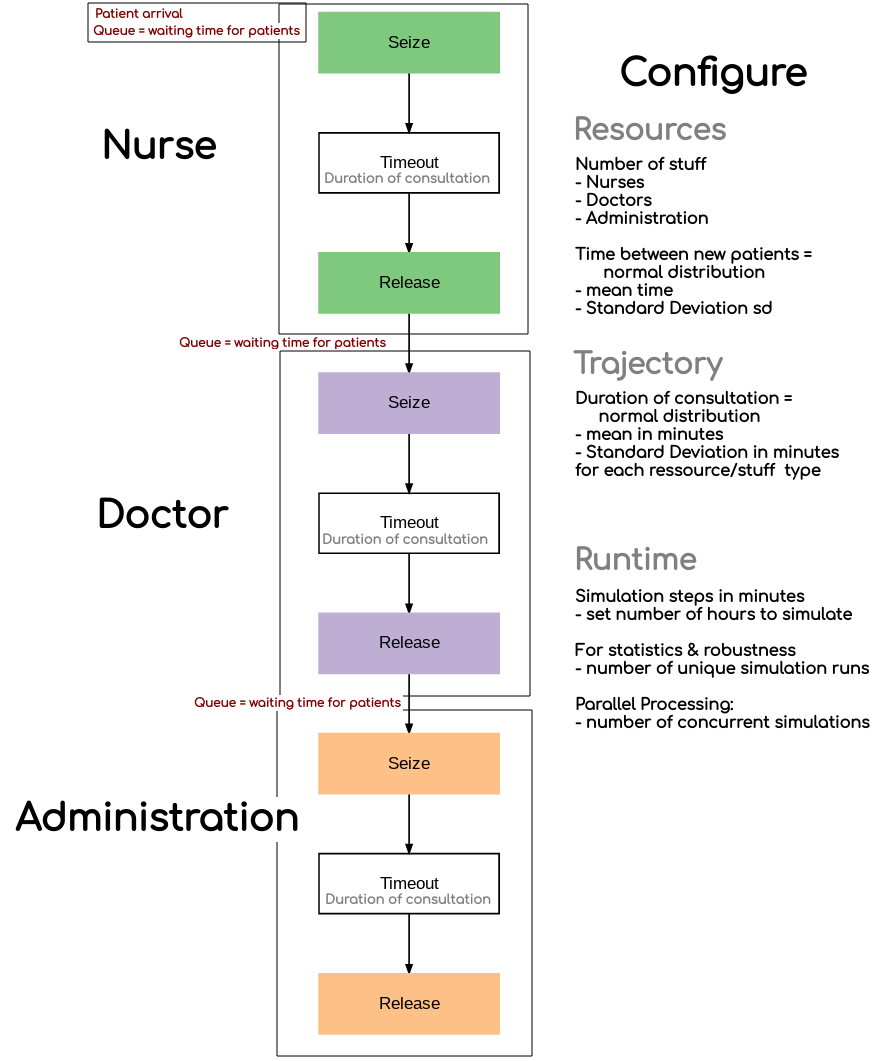 Patient arrival
Queue = waiting time for patients
Seize
Nurse
Timeout
Duration of consultation
Release
Queue = waiting time for patients
Seize
Doctor
Timeout
Duration of consultation
Release
Queue = waiting time for patients
Seize
Administration
Timeout
Duration of consultation
Release
Configure
Resources
Number of stuff
- Nurses
- Doctors
- Administration
Time between new patients =
normal distribution
- mean time
- Standard Deviation sd
Trajectory
Duration of consultation =
normal distribution
- mean in minutes
- Standard Deviation in minutes
for each ressource/stuff  type
Runtime
Simulation steps in minutes
- set number of hours to simulate
For statistics & robustness
- number of unique simulation runs
Parallel Processing:
- number of concurrent simulations